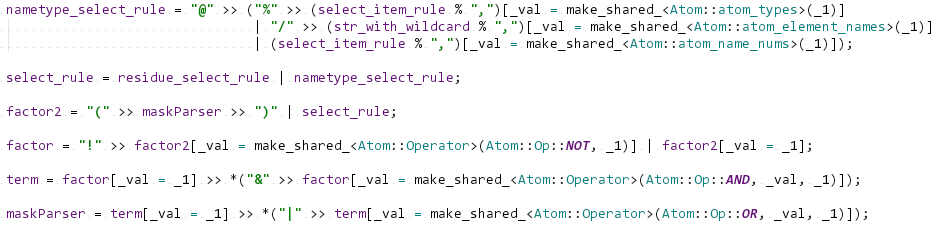 nametype_select_rule = "@" >> ("%" >> (select_item_rule % ",")[_val = make_shared_<Atom::atom_types>(_1)]
| "/" >> (str_with_wildcard % ",")[_val = make_shared_<Atom::atom_element_names>(_1)]
| (select_item_rule % ",")[_val = make_shared_<Atom::atom_name_nums>(_1)]);
select_rule = residue_select_rule | nametype_select_rule;
factor2 = "(" >> maskParser >> ")" | select_rule;
factor = "!" >> factor2[_val = make_shared_<Atom::Operator>(Atom::Op::NOT, _1)] | factor2[_val = _1];
term = factor[_val = _1] >> *("&" >> factor[_val = make_shared_<Atom::Operator>(Atom::Op::AND, _val, _1)]);
maskParser = term[_val = _1] >> *("|" >> term[_val = make_shared_<Atom::Operator>(Atom::Op::OR, _val, _1)]);